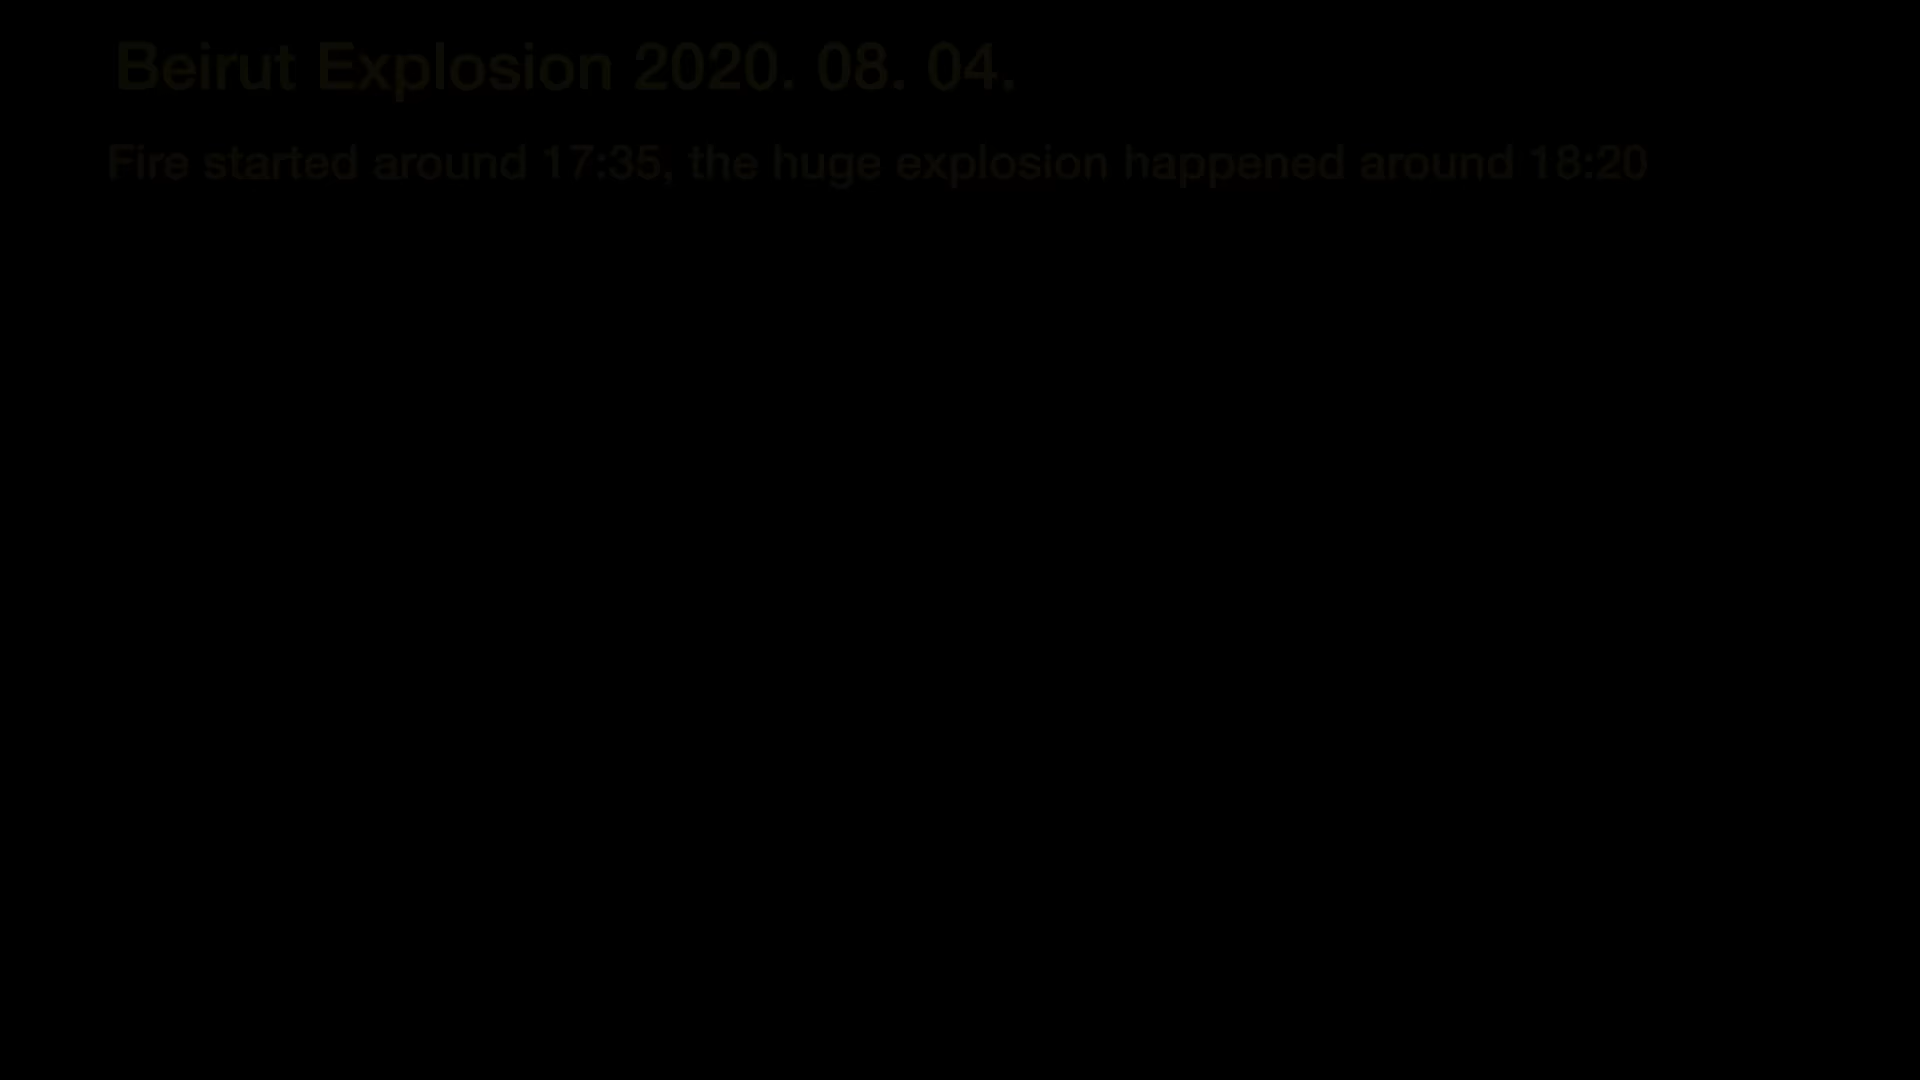 Beirut Explosion 2020. 08. 04.
Fire started around 17:35, the huge explosion happened around 18:20